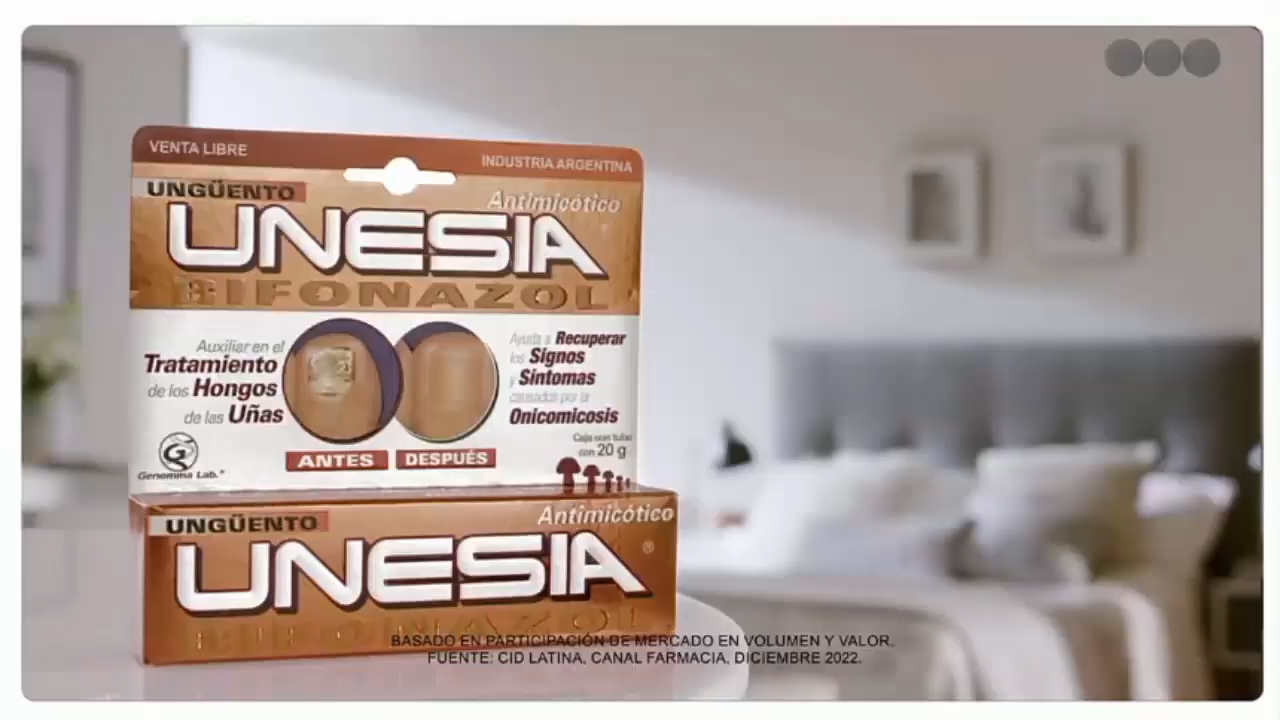 VENTA LIBRE
INDUSTRIA ARGENTINA
UNGÜENTO
Antimicótico
UNESIA
BIFONAZOL
Auxiliar en el
Tratamiento
de los Hongos
de las Uñas
Ayuda a Recuperar
los Signos
y Síntomas
causados por la
Onicomicosis
ANTES
DESPUÉS
Caja con tubo
con 20 g
Genomma Lab.®
UNGÜENTO
Antimicótico
UNESIA®
BIFONAZOL
BASADO EN PARTICIPACIÓN DE MERCADO EN VOLUMEN Y VALOR.
FUENTE: CID LATINA, CANAL FARMACIA, DICIEMBRE 2022.